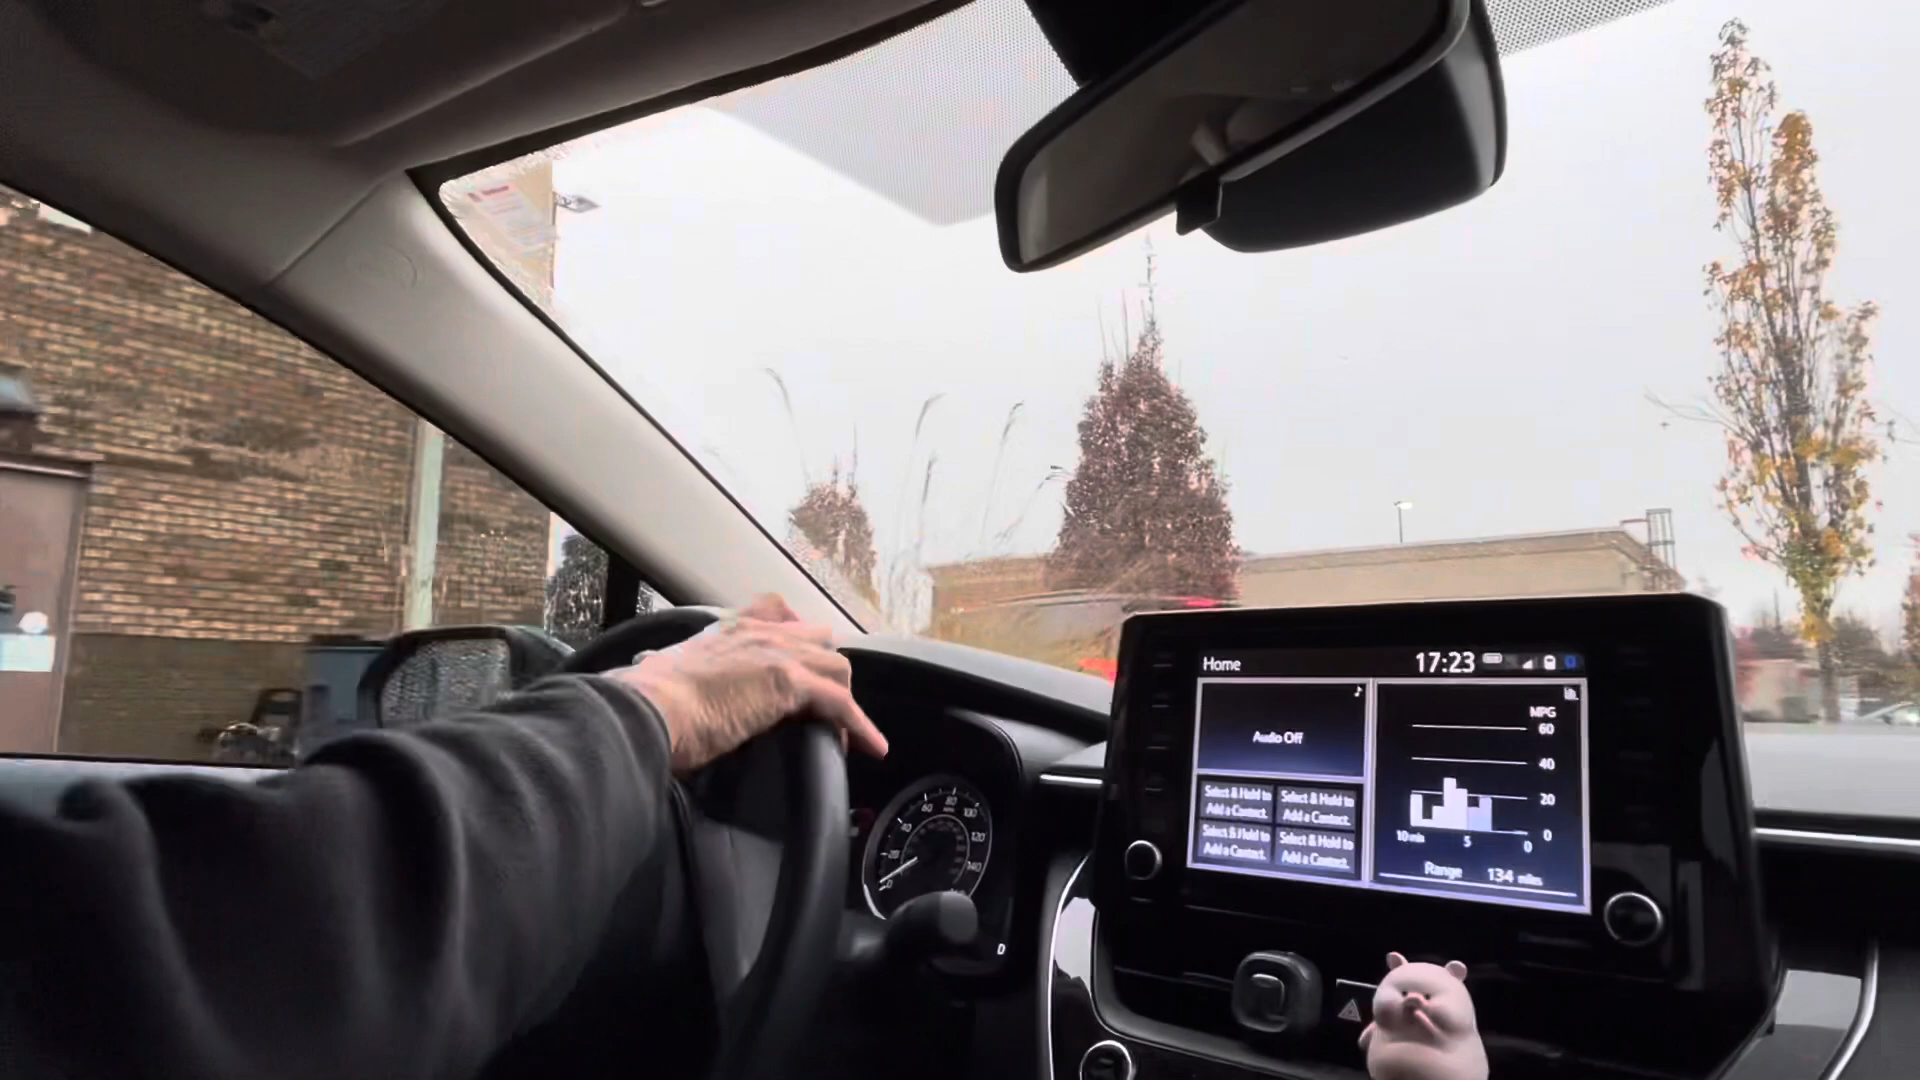 Home 17:23
Audio Off
MPG
60
40
20
0
10 min 5 0
Select & Hold to Add a Contact.
Select & Hold to Add a Contact.
Select & Hold to Add a Contact.
Select & Hold to Add a Contact.
Range 134 miles
0
20
40
60
80
100
120
140
D